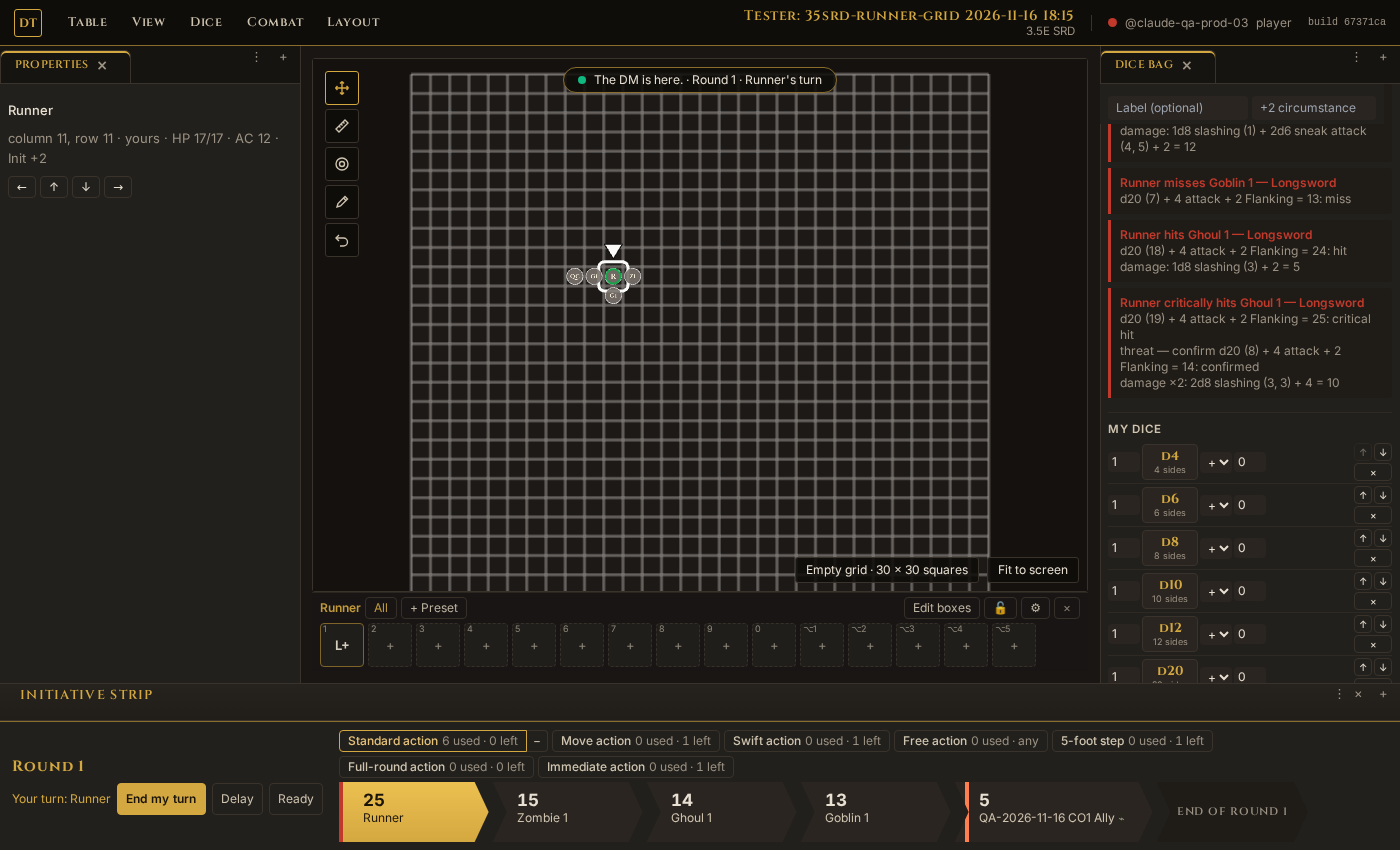 DT
TABLE
VIEW
DICE
COMBAT
LAYOUT
TESTER: 35SRD-RUNNER-GRID 2026-11-16 18:15
3.5E SRD
@claude-qa-prod-03 player
build 67371ca
PROPERTIES ×
Runner
column 11, row 11 · yours · HP 17/17 · AC 12 ·
Init +2
← ↑ ↓ →
The DM is here. · Round 1 · Runner's turn
R
Empty grid · 30 × 30 squares
Fit to screen
Runner All + Preset
Edit boxes
×
1 2 3 4 5 6 7 8 9 0 ⌥1 ⌥2 ⌥3 ⌥4 ⌥5
L+ + + + + + + + + + + + + + +
DICE BAG ×
Label (optional)
+2 circumstance
damage: 1d8 slashing (1) + 2d6 sneak attack
(4, 5) + 2 = 12
Runner misses Goblin 1 — Longsword
d20 (7) + 4 attack + 2 Flanking = 13: miss
Runner hits Ghoul 1 — Longsword
d20 (18) + 4 attack + 2 Flanking = 24: hit
damage: 1d8 slashing (3) + 2 = 5
Runner critically hits Ghoul 1 — Longsword
d20 (19) + 4 attack + 2 Flanking = 25: critical
hit
threat — confirm d20 (8) + 4 attack + 2
Flanking = 14: confirmed
damage ×2: 2d8 slashing (3, 3) + 4 = 10
MY DICE
1 D4 + 0
4 sides
1 D6 + 0
6 sides
1 D8 + 0
8 sides
1 D10 + 0
10 sides
1 D12 + 0
12 sides
1 D20 + 0
INITIATIVE STRIP
ROUND 1
Your turn: Runner
End my turn
Delay
Ready
Standard action 6 used · 0 left −
Move action 0 used · 1 left
Swift action 0 used · 1 left
Free action 0 used · any
5-foot step 0 used · 1 left
Full-round action 0 used · 0 left
Immediate action 0 used · 1 left
25
Runner
15
Zombie 1
14
Ghoul 1
13
Goblin 1
5
QA-2026-11-16 CO1 Ally
END OF ROUND 1